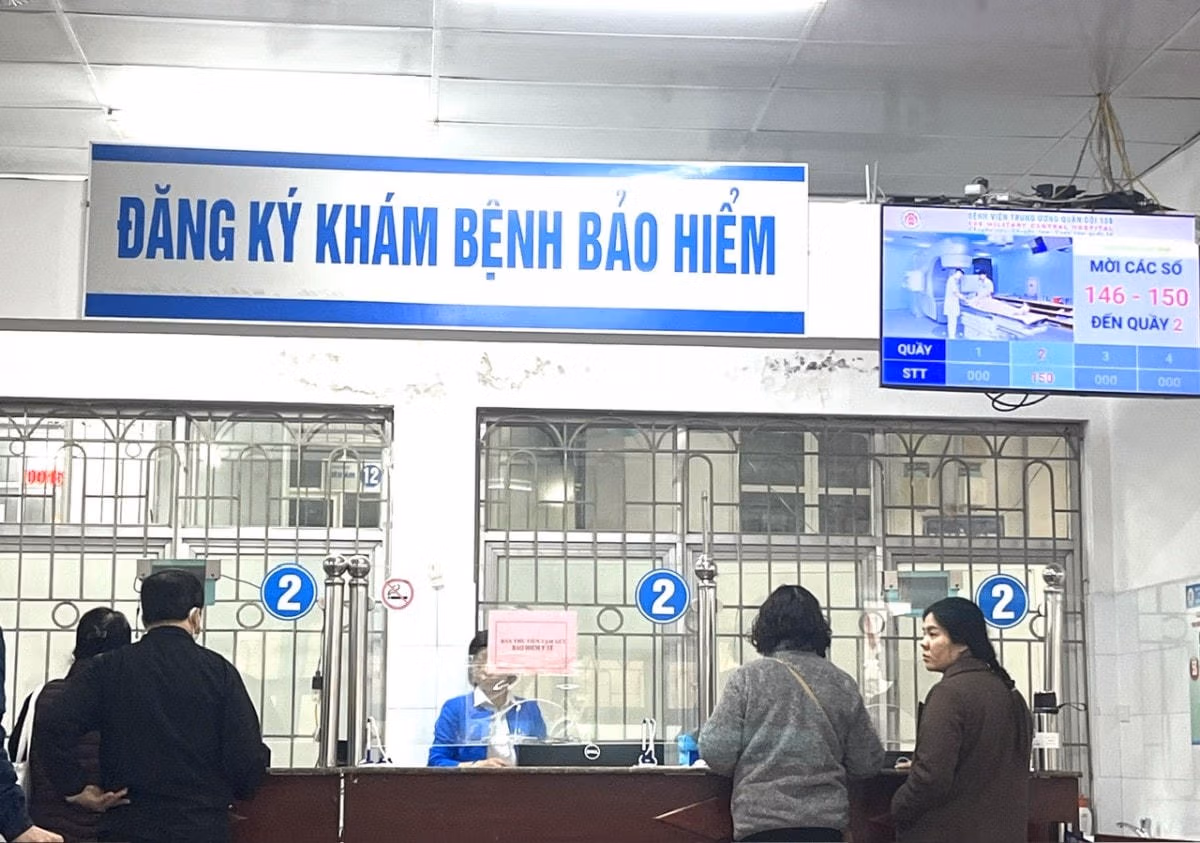 ĐĂNG KÝ KHÁM BỆNH BẢO HIỂM
BỆNH VIỆN TRUNG ƯƠNG QUÂN ĐỘI 108
108 MILITARY CENTRAL HOSPITAL
MỜI CÁC SỐ
146 - 150
ĐẾN QUẦY 2
QUẦY 1 2 3 4
STT 000 150 000 000
12
2
2
2
BẢO HIỂM Y TẾ
DELL